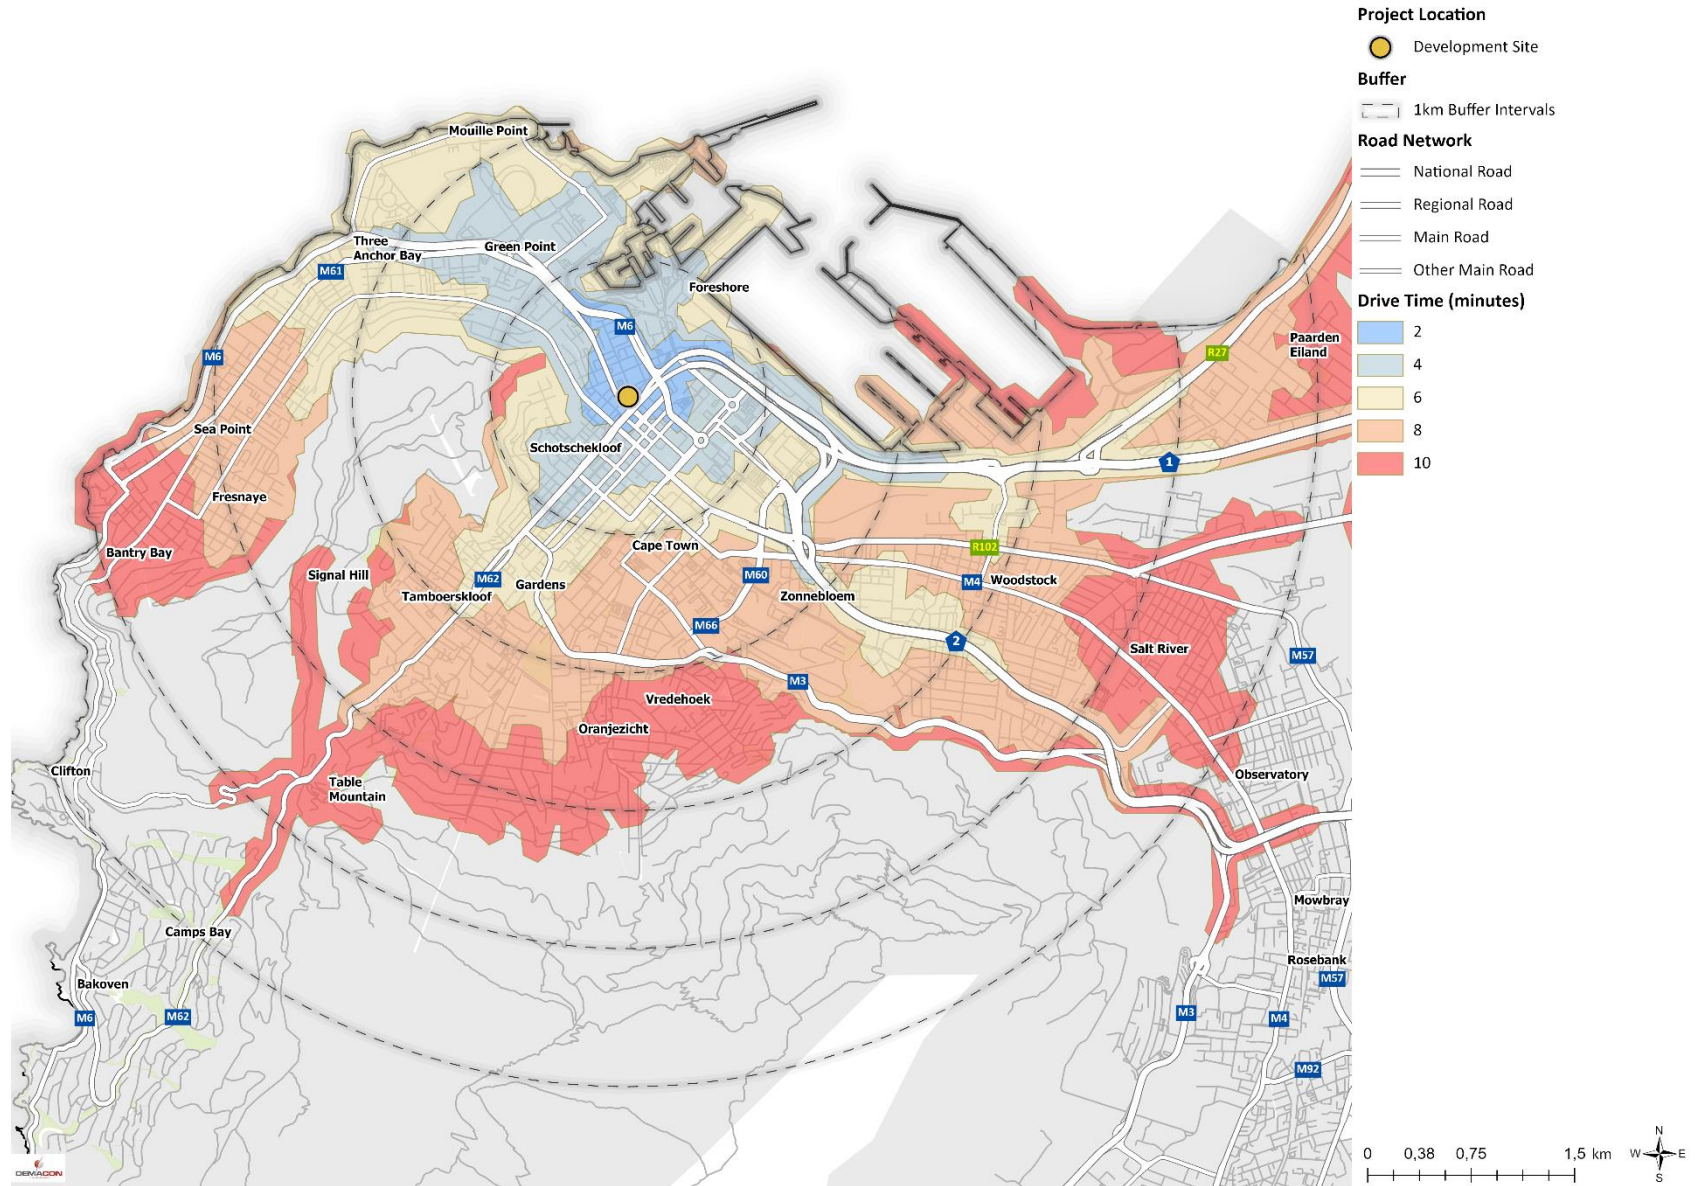 Project Location
Development Site
Buffer
1km Buffer Intervals
Road Network
National Road
Regional Road
Main Road
Other Main Road
Drive Time (minutes)
2
4
6
8
10
Mouille Point
Three
Anchor Bay
Green Point
M61
Foreshore
M6
M6
Paarden
Eiland
R27
Sea Point
Schotschekloof
1
Fresnaye
Bantry Bay
Cape Town
R102
Signal Hill
M62
Gardens
M60
M4
Woodstock
Tamboerskloof
Zonnebloem
M66
2
Salt River
M57
M3
Vredehoek
Oranjezicht
Clifton
Table
Mountain
Observatory
Mowbray
Camps Bay
Rosebank
M57
Bakoven
M6
M62
M3
M4
M92
DEMACON
0 0,38 0,75 1,5 km
N
W E
S